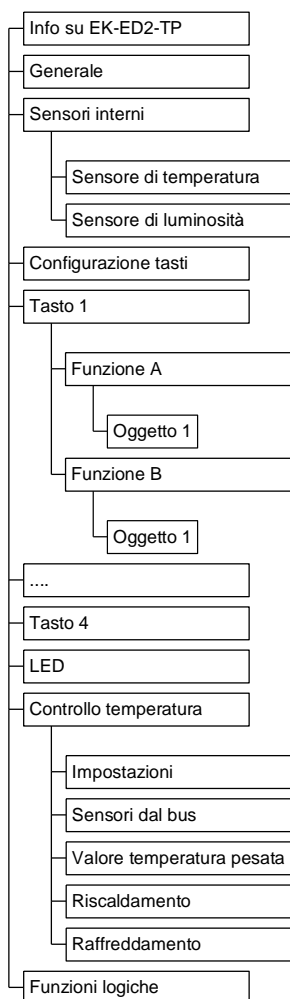 Info su EK-ED2-TP
Generale
Sensori interni
Sensore di temperatura
Sensore di luminosità
Configurazione tasti
Tasto 1
Funzione A
Oggetto 1
Funzione B
Oggetto 1
....
Tasto 4
LED
Controllo temperatura
Impostazioni
Sensori dal bus
Valore temperatura pesata
Riscaldamento
Raffreddamento
Funzioni logiche